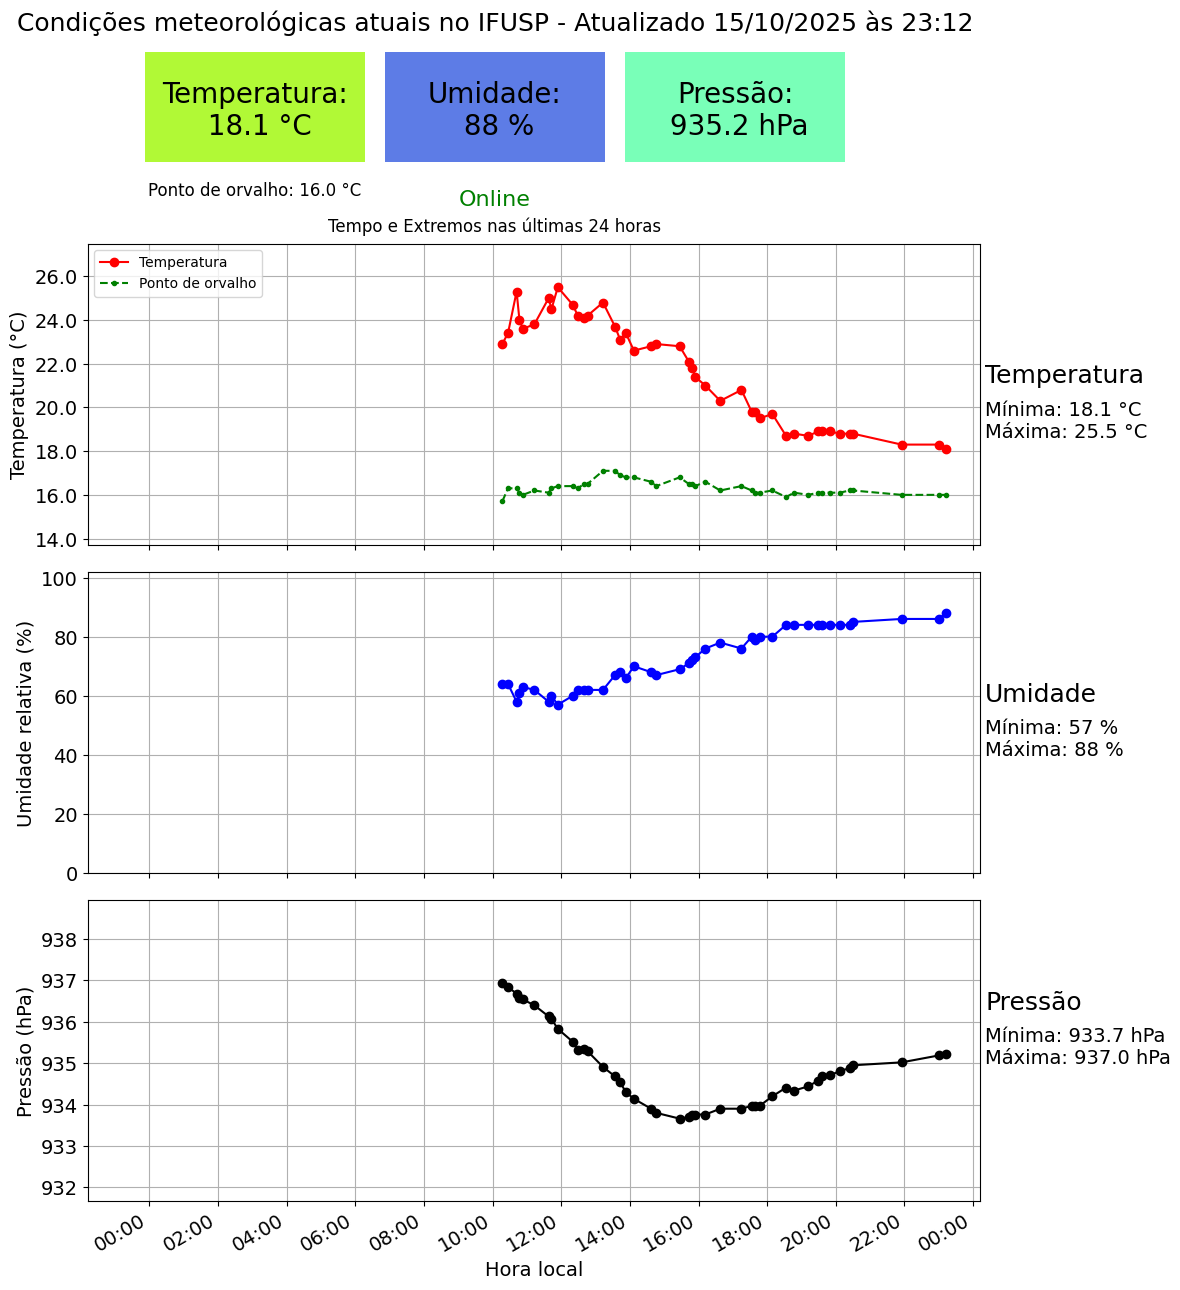 Condições meteorológicas atuais no IFUSP - Atualizado 15/10/2025 às 23:12
Temperatura:
18.1 °C
Umidade:
88 %
Pressão:
935.2 hPa
Ponto de orvalho: 16.0 °C
Online
Tempo e Extremos nas últimas 24 horas
Temperatura
Ponto de orvalho
Temperatura (°C)
26.0
24.0
22.0
20.0
18.0
16.0
14.0
Temperatura
Mínima: 18.1 °C
Máxima: 25.5 °C
Umidade relativa (%)
100
80
60
40
20
0
Umidade
Mínima: 57 %
Máxima: 88 %
Pressão (hPa)
938
937
936
935
934
933
932
Pressão
Mínima: 933.7 hPa
Máxima: 937.0 hPa
00:00 02:00 04:00 06:00 08:00 10:00 12:00 14:00 16:00 18:00 20:00 22:00 00:00
Hora local